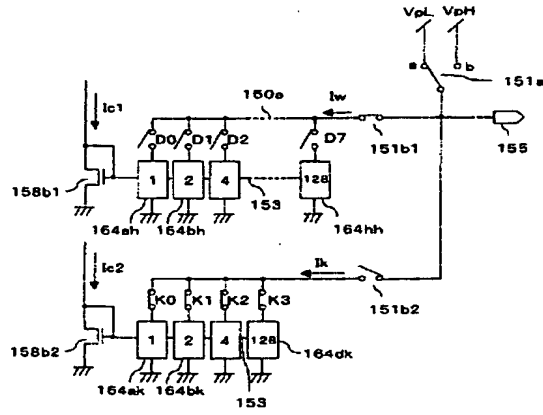 VpL VpH
a b 151a
150a Iw
Ic1
D0 D1 D2 D7 151b1 155
158b1 1 2 4 128
153
164ah 164bh 164hh
Ic2 Ik
K0 K1 K2 K3 151b2
158b2 1 2 4 128
164dk
164ak 164bk 153